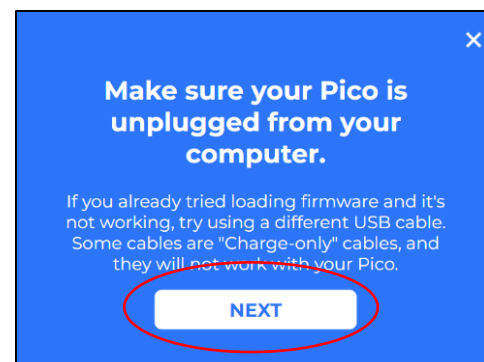 Make sure your Pico is
unplugged from your
computer.
If you already tried loading firmware and it's
not working, try using a different USB cable.
Some cables are "Charge-only" cables, and
they will not work with your Pico.
NEXT